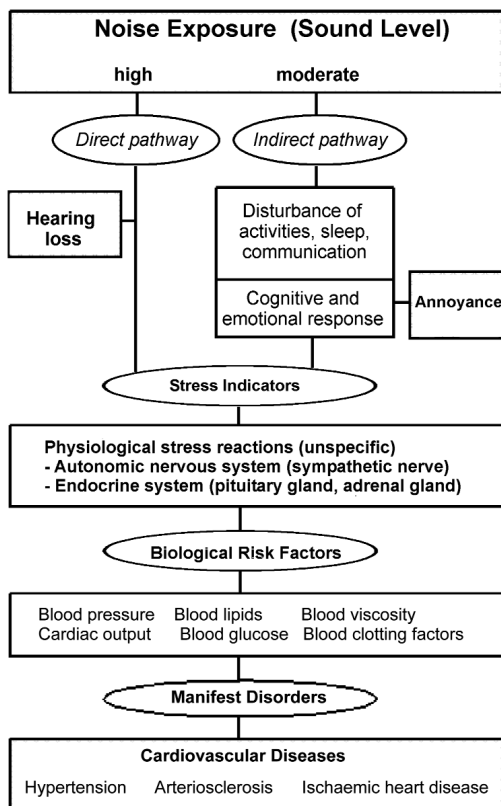 Noise Exposure (Sound Level)
high moderate
Direct pathway Indirect pathway
Hearing
loss
Disturbance of
activities, sleep,
communication
Cognitive and
emotional response
Annoyance
Stress Indicators
Physiological stress reactions (unspecific)
- Autonomic nervous system (sympathetic nerve)
- Endocrine system (pituitary gland, adrenal gland)
Biological Risk Factors
Blood pressure Blood lipids Blood viscosity
Cardiac output Blood glucose Blood clotting factors
Manifest Disorders
Cardiovascular Diseases
Hypertension Arteriosclerosis Ischaemic heart disease